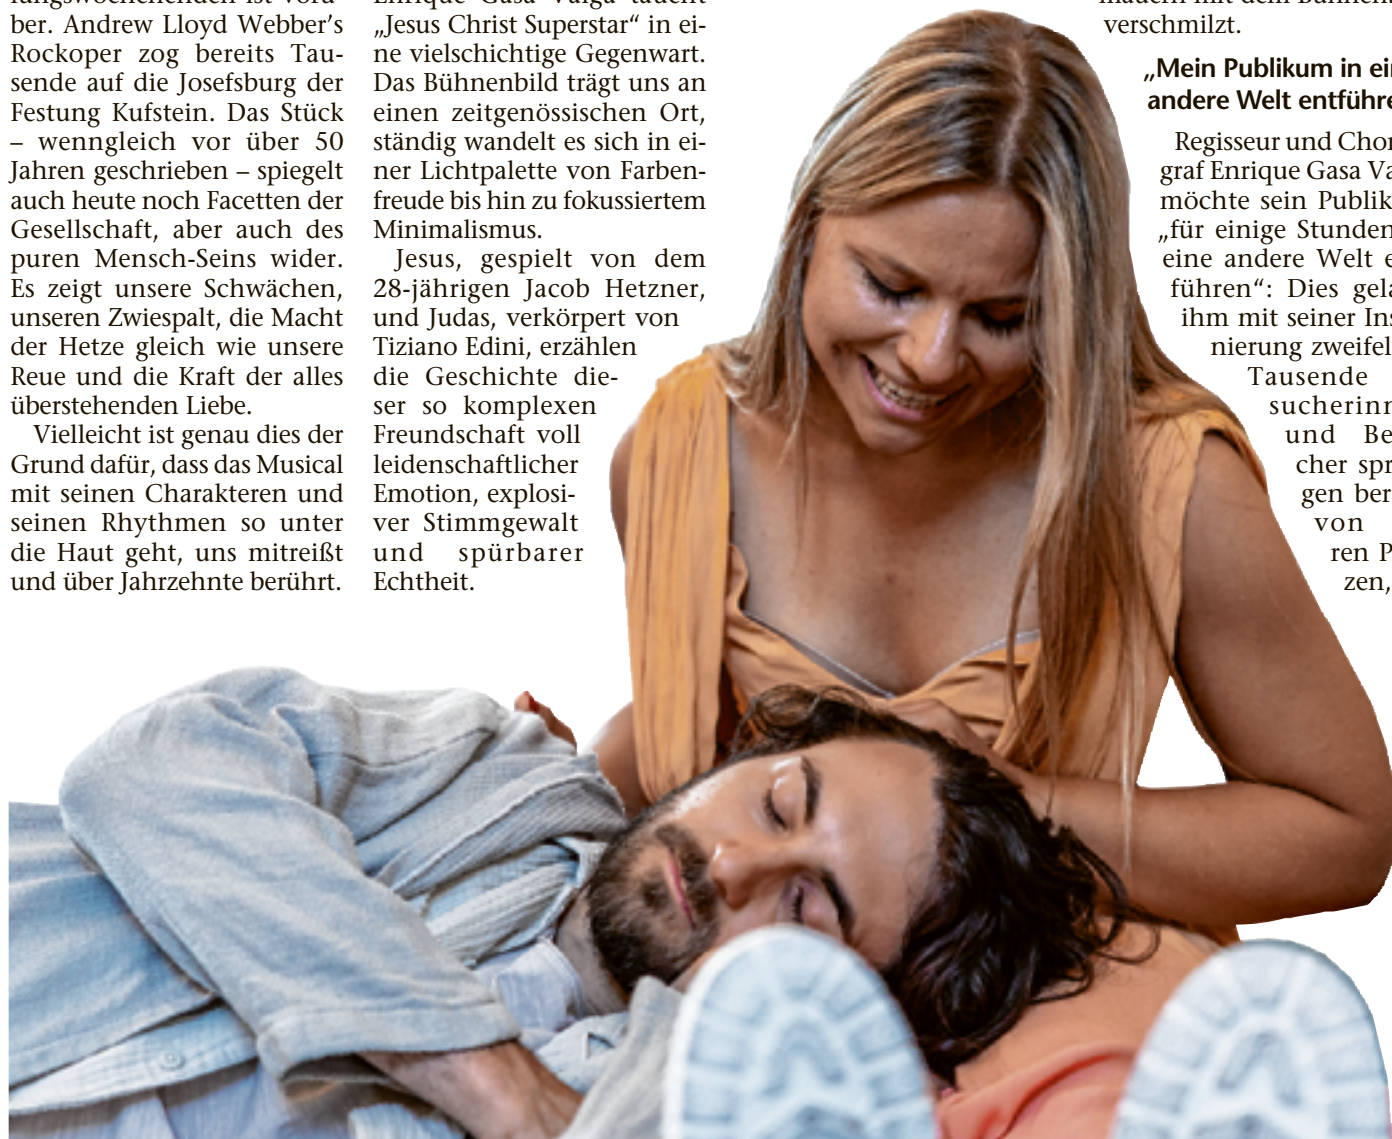 ber. Andrew Lloyd Webber’s
Rockoper zog bereits Tau-
sende auf die Josefsburg der
Festung Kufstein. Das Stück
– wenngleich vor über 50
Jahren geschrieben – spiegelt
auch heute noch Facetten der
Gesellschaft, aber auch des
puren Mensch-Seins wider.
Es zeigt unsere Schwächen,
unseren Zwiespalt, die Macht
der Hetze gleich wie unsere
Reue und die Kraft der alles
überstehenden Liebe.
Vielleicht ist genau dies der
Grund dafür, dass das Musical
mit seinen Charakteren und
seinen Rhythmen so unter
die Haut geht, uns mitreißt
und über Jahrzehnte berührt.
„Jesus Christ Superstar“ in ei-
ne vielschichtige Gegenwart.
Das Bühnenbild trägt uns an
einen zeitgenössischen Ort,
ständig wandelt es sich in ei-
ner Lichtpalette von Farben-
freude bis hin zu fokussiertem
Minimalismus.
Jesus, gespielt von dem
28-jährigen Jacob Hetzner,
und Judas, verkörpert von
Tiziano Edini, erzählen
die Geschichte die-
ser so komplexen
Freundschaft voll
leidenschaftlicher
Emotion, explosi-
ver Stimmgewalt
und spürbarer
Echtheit.
verschmilzt.
„Mein Publikum in ei
andere Welt entführe
Regisseur und Chor
graf Enrique Gasa Va
möchte sein Publik
„für einige Stunden
eine andere Welt e
führen“: Dies gela
ihm mit seiner Ins
nierung zweifel
Tausende
sucherinn
und Be
cher spr
gen ber
von
ren P
zen,